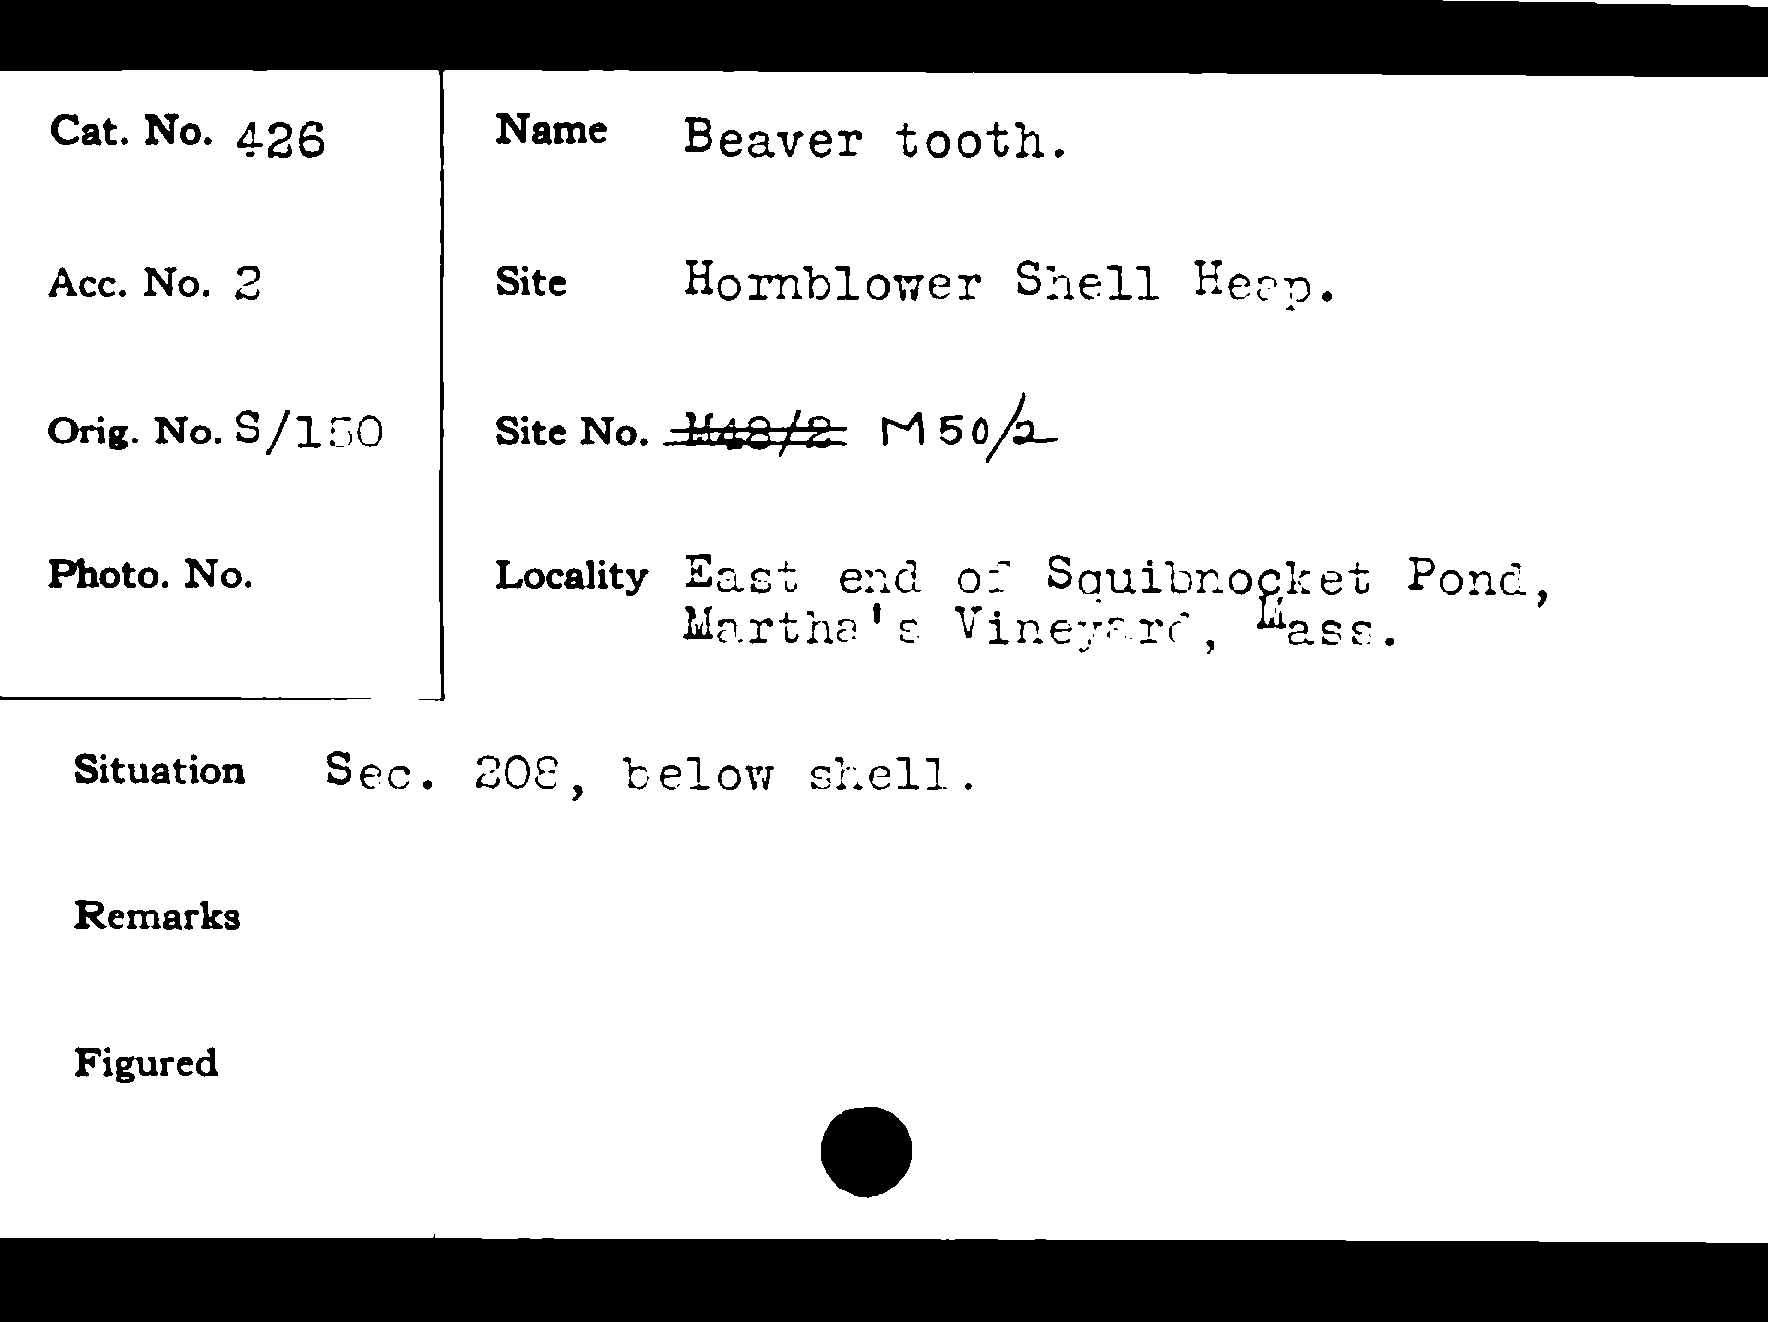 Cat. No. 426
Name Beaver tooth.
Acc. No. 2
Site Hornblower Shell Heap.
Orig. No. S/150
Site No. M48/2 M50/2
Photo. No.
Locality East end of Squibnocket Pond,
Martha's Vineyard, Mass.
Situation Sec. 208, below shell.
Remarks
Figured